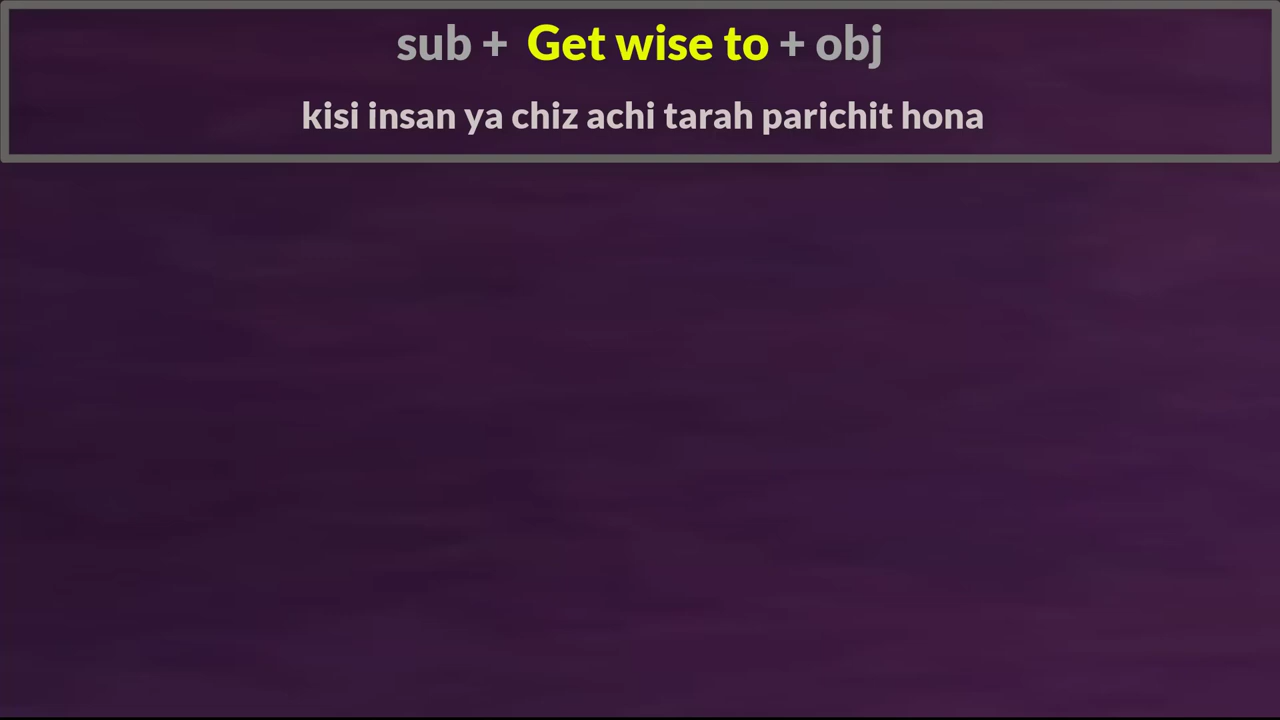 sub + Get wise to + obj
kisi insan ya chiz achi tarah parichit hona